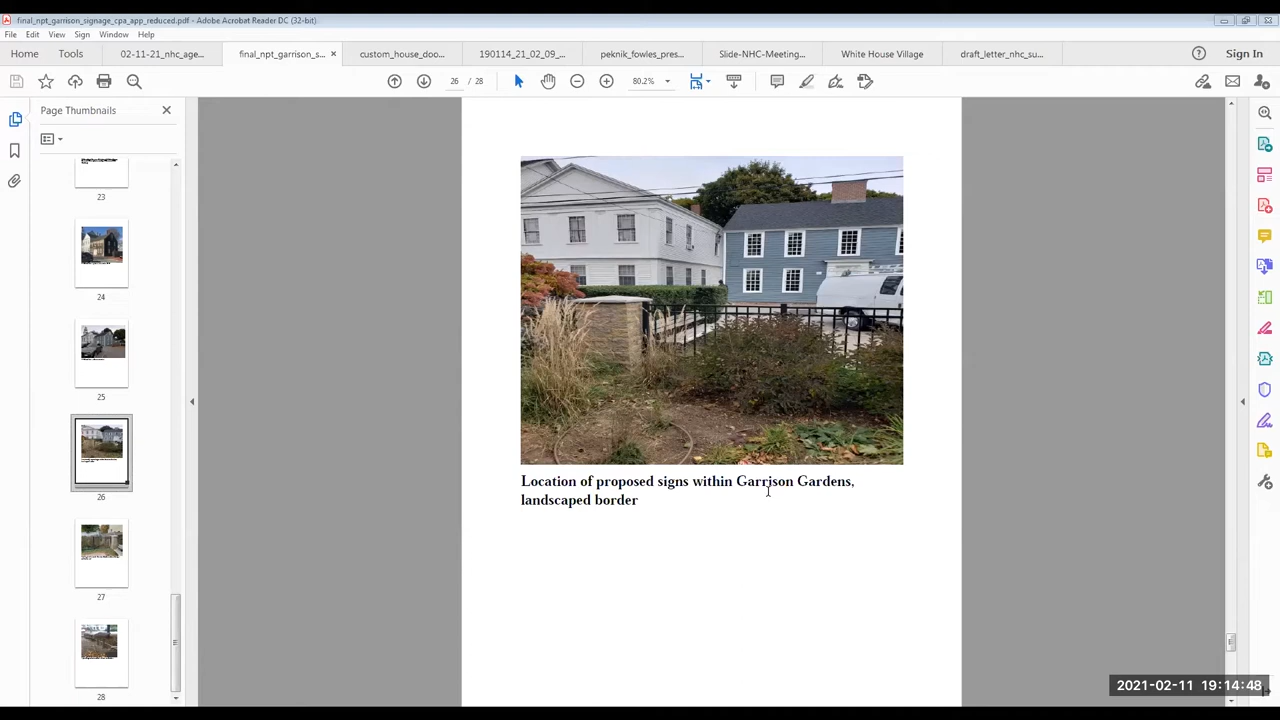 final_npt_garrison_signage_cpa_app_reduced.pdf - Adobe Acrobat Reader DC (32-bit)
File Edit View Sign Window Help
Home Tools 02-11-21_nhc_age... final_npt_garrison_s... custom_house_doo... 190114_21_02_09_... peknik_fowles_pres... Slide-NHC-Meeting... White House Village draft_letter_nhc_su... Sign In
26 / 28 80.2%
Page Thumbnails
23
24
25
26
27
28
Location of proposed signs within Garrison Gardens,
landscaped border
2021-02-11 19:14:48